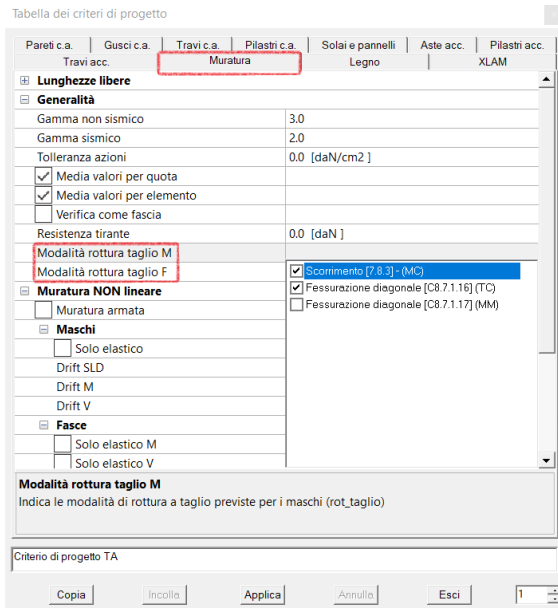 Tabella dei criteri di progetto
Pareti c.a. Gusci c.a. Travi c.a. Pilastri c.a. Solai e pannelli Aste acc. Pilastri acc.
Travi acc. Muratura Legno XLAM
Lunghezze libere
Generalità
Gamma non sismico 3.0
Gamma sismico 2.0
Tolleranza azioni 0.0 [daN/cm2 ]
Media valori per quota
Media valori per elemento
Verifica come fascia
Resistenza tirante 0.0 [daN ]
Modalità rottura taglio M
Modalità rottura taglio F
Scorrimento [7.8.3] - (MC)
Muratura NON lineare
Fessurazione diagonale [C8.7.1.16] (TC)
Muratura armata
Fessurazione diagonale [C8.7.1.17] (MM)
Maschi
Solo elastico
Drift SLD
Drift M
Drift V
Fasce
Solo elastico M
Solo elastico V
Modalità rottura taglio M
Indica le modalità di rottura a taglio previste per i maschi (rot_taglio)
Criterio di progetto TA
Copia Incolla Applica Annulla Esci 1